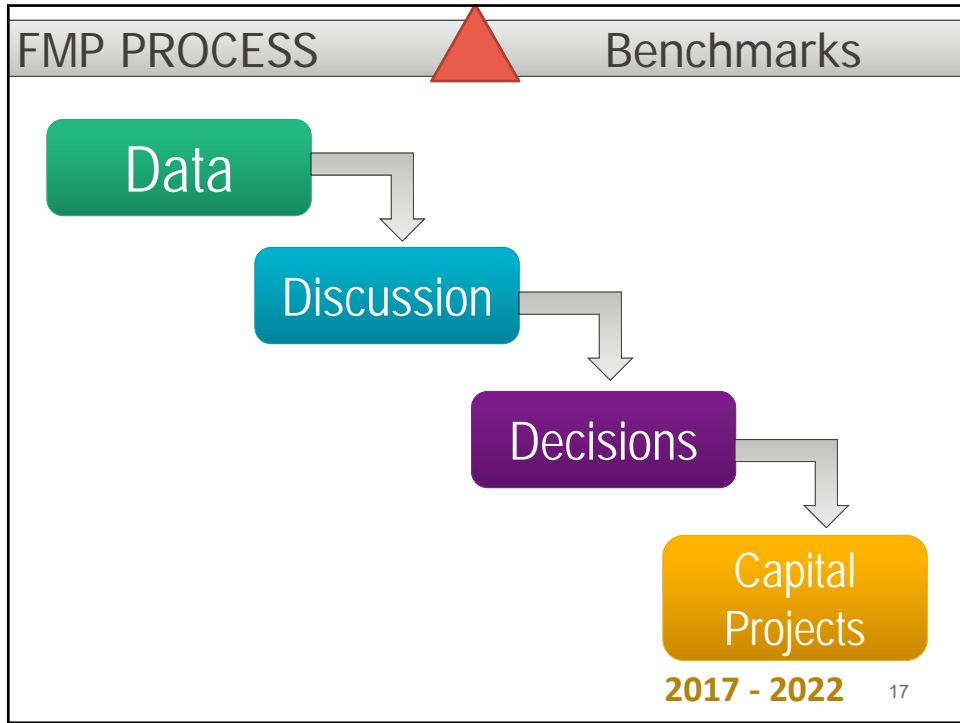 FMP PROCESS Benchmarks
Data
Discussion
Decisions
Capital
Projects
2017 - 2022
17